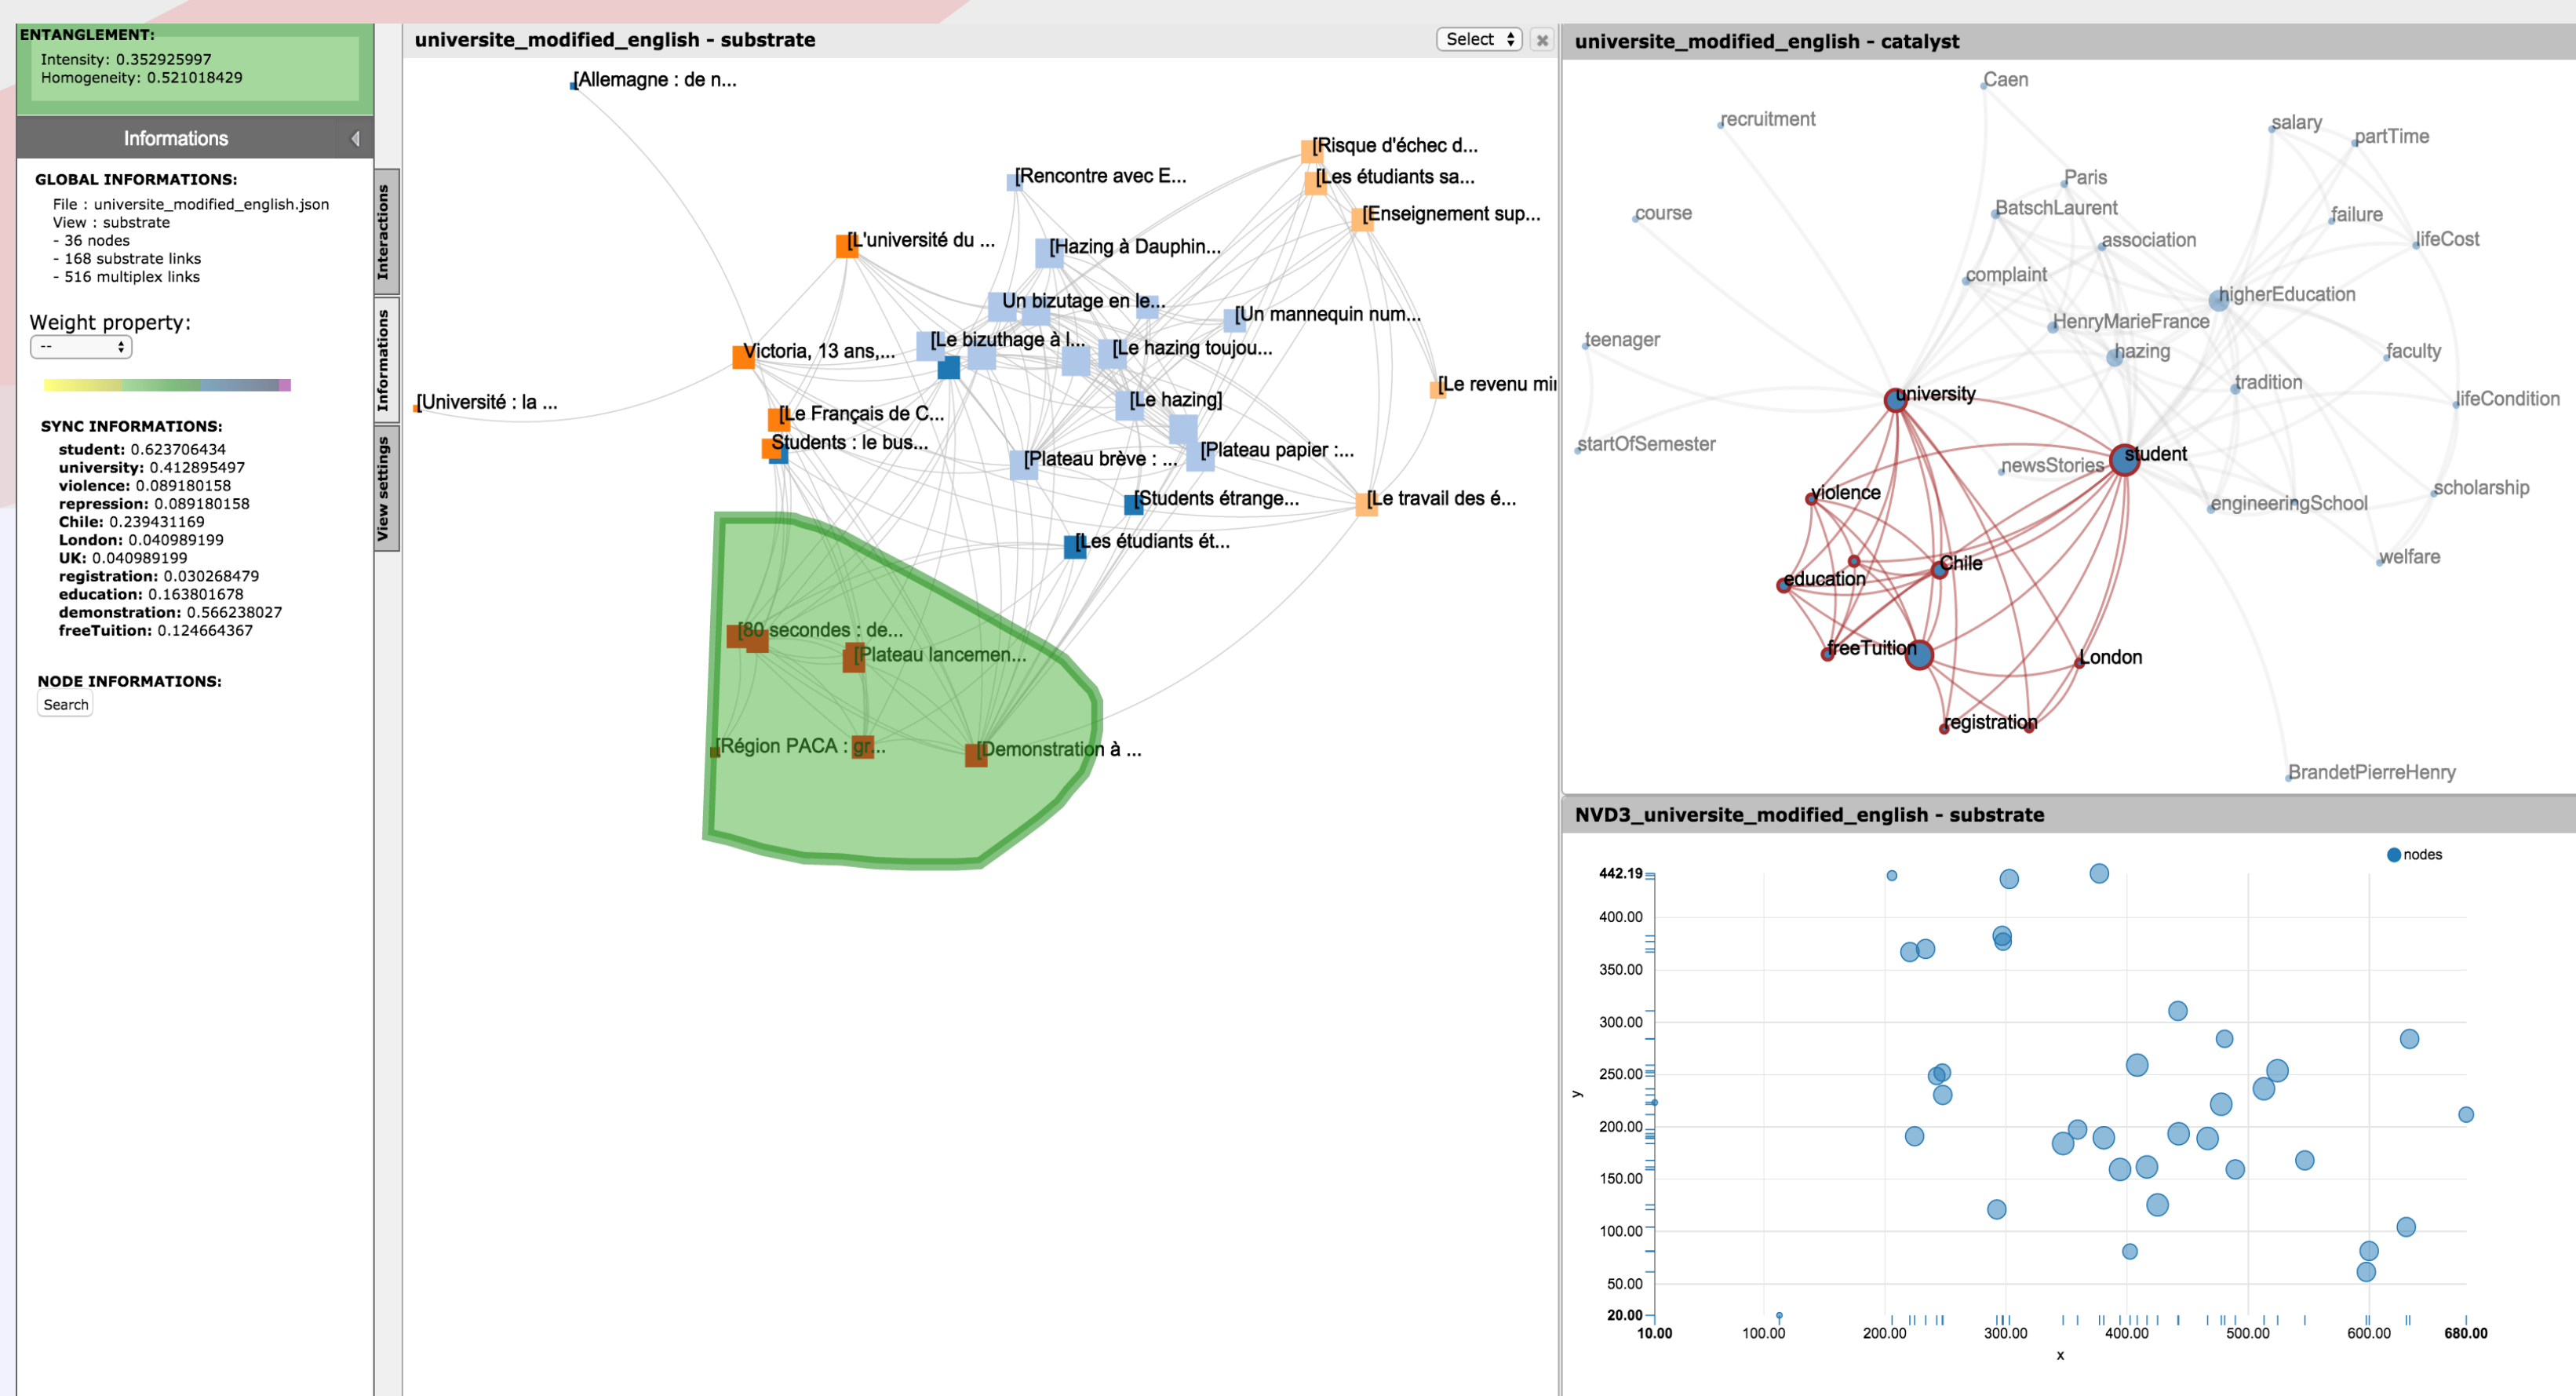 ENTANGLEMENT:
Intensity: 0.352925997
Homogeneity: 0.521018429
Informations
GLOBAL INFORMATIONS:
File : universite_modified_english.json
View : substrate
- 36 nodes
- 168 substrate links
- 516 multiplex links
Weight property:
--
SYNC INFORMATIONS:
student: 0.623706434
university: 0.412895497
violence: 0.089180158
repression: 0.089180158
Chile: 0.239431169
London: 0.040989199
UK: 0.040989199
registration: 0.030268479
education: 0.163801678
demonstration: 0.566238027
freeTuition: 0.124664367
NODE INFORMATIONS:
Search
Interactions
Informations
View settings
universite_modified_english - substrate
Select
[Allemagne : de n...
[Risque d'échec d...
[Rencontre avec E...
[Les étudiants sa...
[Enseignement sup...
[L'université du ...
[Hazing à Dauphin...
Un bizutage en le...
[Un mannequin num...
[Le bizuthage à l...
[Le hazing toujou...
Victoria, 13 ans,...
[Le revenu min
[Université : la ...
[Le hazing]
[Le Français de C...
Students : le bus...
[Plateau brève : ...
[Plateau papier :...
[Students étrange...
[Le travail des é...
[Les étudiants ét...
[80 secondes : de...
[Plateau lancemen...
[Région PACA : gr...
[Demonstration à ...
universite_modified_english - catalyst
Caen
recruitment
salary
partTime
Paris
course
BatschLaurent
failure
association
lifeCost
complaint
higherEducation
HenryMarieFrance
teenager
hazing
faculty
tradition
university
lifeCondition
startOfSemester
student
newsStories
violence
scholarship
engineeringSchool
welfare
Chile
education
freeTuition
London
registration
BrandetPierreHenry
NVD3_universite_modified_english - substrate
nodes
442.19
400.00
350.00
300.00
250.00
y
200.00
150.00
100.00
50.00
20.00
10.00 100.00 200.00 300.00 400.00 500.00 600.00 680.00
x